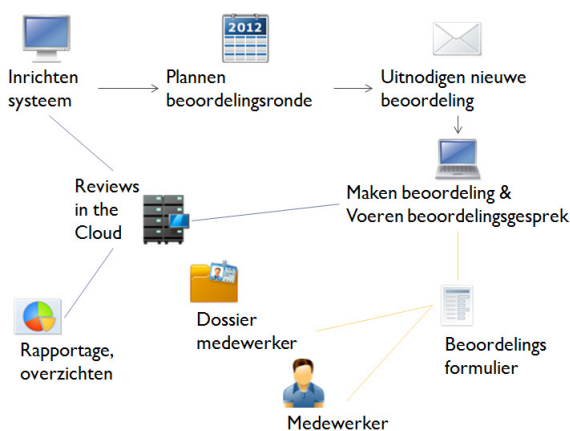 2012
Inrichten
systeem
Plannen
beoordelingsronde
Uitnodigen nieuwe
beoordeling
Reviews
in the
Cloud
Maken beoordeling &
Voeren beoordelingsgesprek
Dossier
medewerker
Beoordelings
formulier
Rapportage,
overzichten
Medewerker